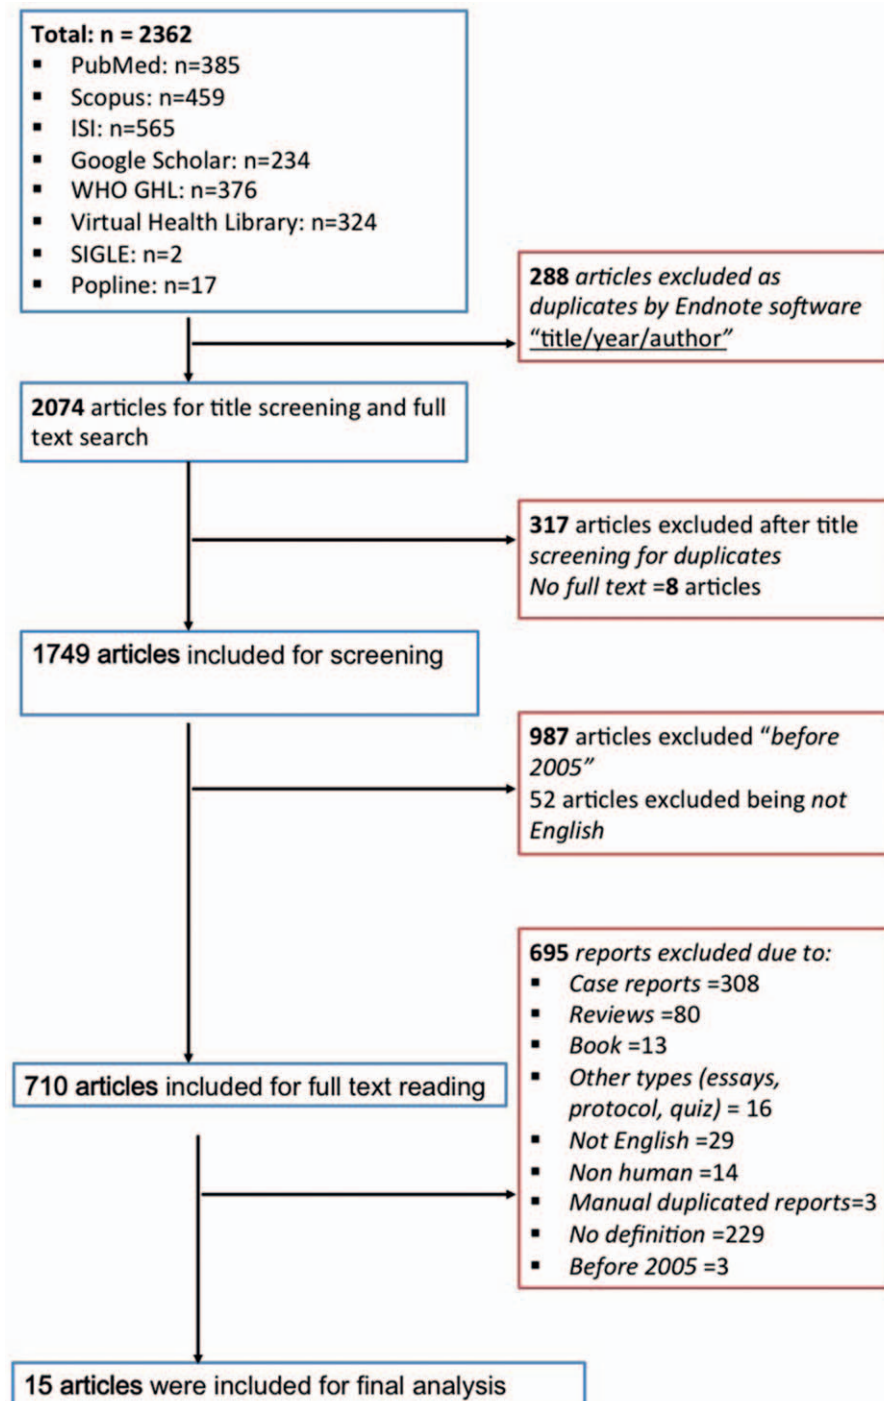 Total: n = 2362
▪ PubMed: n=385
▪ Scopus: n=459
▪ ISI: n=565
▪ Google Scholar: n=234
▪ WHO GHL: n=376
▪ Virtual Health Library: n=324
▪ SIGLE: n=2
▪ Popline: n=17
288 articles excluded as
duplicates by Endnote software
“title/year/author”
2074 articles for title screening and full
text search
317 articles excluded after title
screening for duplicates
No full text =8 articles
1749 articles included for screening
987 articles excluded “before
2005”
52 articles excluded being not
English
695 reports excluded due to:
▪ Case reports =308
▪ Reviews =80
▪ Book =13
▪ Other types (essays,
protocol, quiz) = 16
▪ Not English =29
▪ Non human =14
▪ Manual duplicated reports=3
▪ No definition =229
▪ Before 2005 =3
710 articles included for full text reading
15 articles were included for final analysis